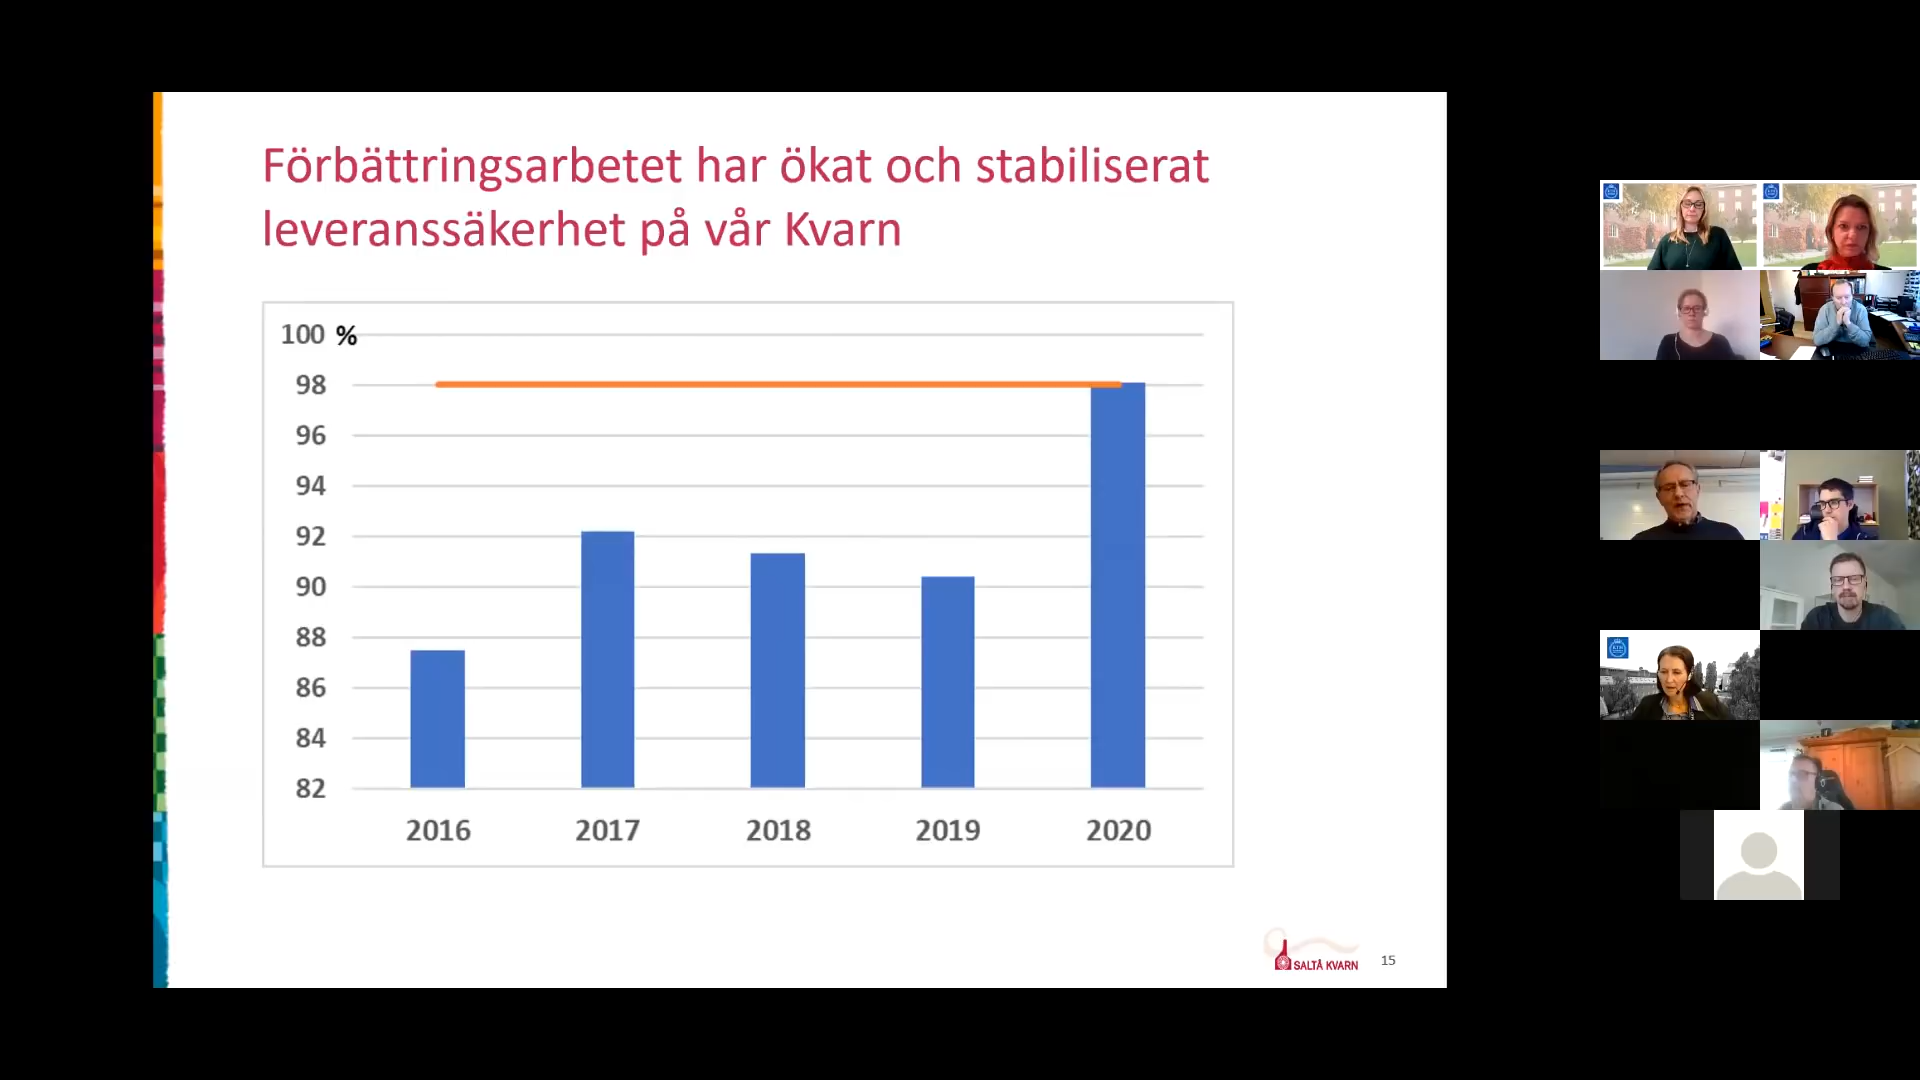 Förbättringsarbetet har ökat och stabiliserat
leveranssäkerhet på vår Kvarn
100 %
98
96
94
92
90
88
86
84
82
2016 2017 2018 2019 2020
SALTÅ KVARN
15